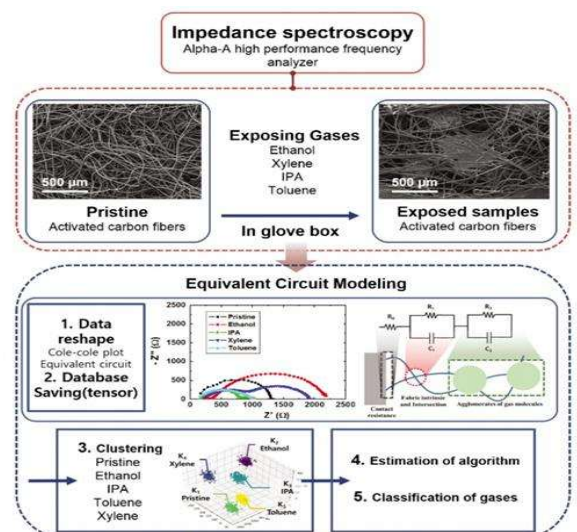 Impedance spectroscopy
Alpha-A high performance frequency
analyzer
500 µm
Pristine
Activated carbon fibers
Exposing Gases
Ethanol
Xylene
IPA
Toluene
In glove box
500 µm
Exposed samples
Activated carbon fibers
Equivalent Circuit Modeling
1. Data
reshape
Cole-cole plot
Equivalent circuit
2. Database
Saving(tensor)
-Z" (Ω)
2500
2000
1500
1000
500
0
0 500 1000 1500 2000 2500
Z' (Ω)
Pristine
Ethanol
IPA
Xylene
Toluene
R₀
R₁
C₁
R₂
C₂
Contact
resistance
Fabric intrinsic
and Intersection
Agglomerates of gas molecules
3. Clustering
Pristine
Ethanol
IPA
Toluene
Xylene
K₄
Xylene
K₂
Ethanol
K₁
Pristine
K₃
IPA
K₅
Toluene
4. Estimation of algorithm
5. Classification of gases